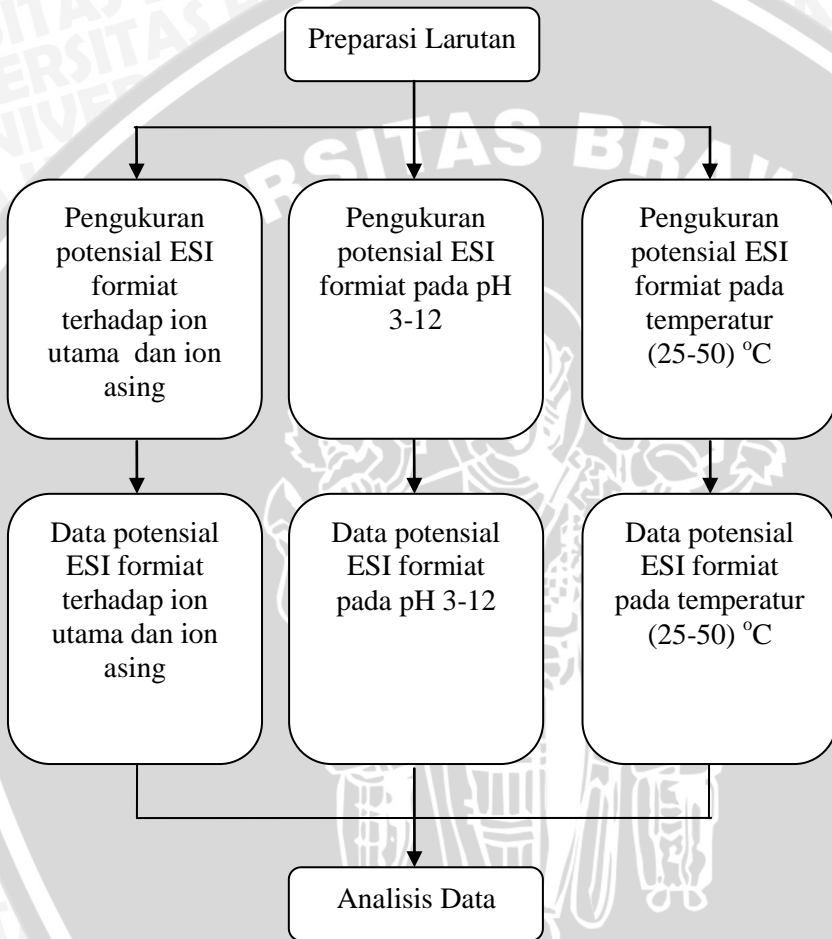 Preparasi Larutan
Pengukuran
potensial ESI
formiat
terhadap ion
utama dan ion
asing
Pengukuran
potensial ESI
formiat pada pH
3-12
Pengukuran
potensial ESI
formiat pada
temperatur
(25-50) °C
Data potensial
ESI formiat
terhadap ion
utama dan ion
asing
Data potensial
ESI formiat
pada pH 3-12
Data potensial
ESI formiat
pada temperatur
(25-50) °C
Analisis Data